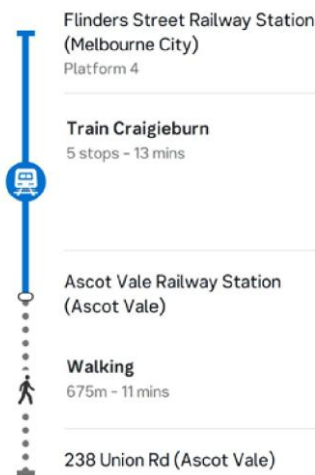 Flinders Street Railway Station
(Melbourne City)
Platform 4
Train Craigieburn
5 stops - 13 mins
Ascot Vale Railway Station
(Ascot Vale)
Walking
675m - 11 mins
238 Union Rd (Ascot Vale)